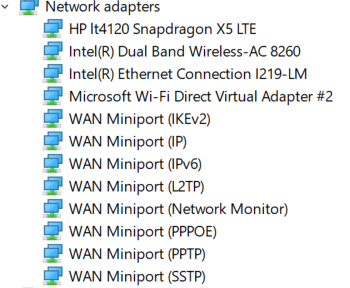 Network adapters
HP lt4120 Snapdragon X5 LTE
Intel(R) Dual Band Wireless-AC 8260
Intel(R) Ethernet Connection I219-LM
Microsoft Wi-Fi Direct Virtual Adapter #2
WAN Miniport (IKEv2)
WAN Miniport (IP)
WAN Miniport (IPv6)
WAN Miniport (L2TP)
WAN Miniport (Network Monitor)
WAN Miniport (PPPOE)
WAN Miniport (PPTP)
WAN Miniport (SSTP)